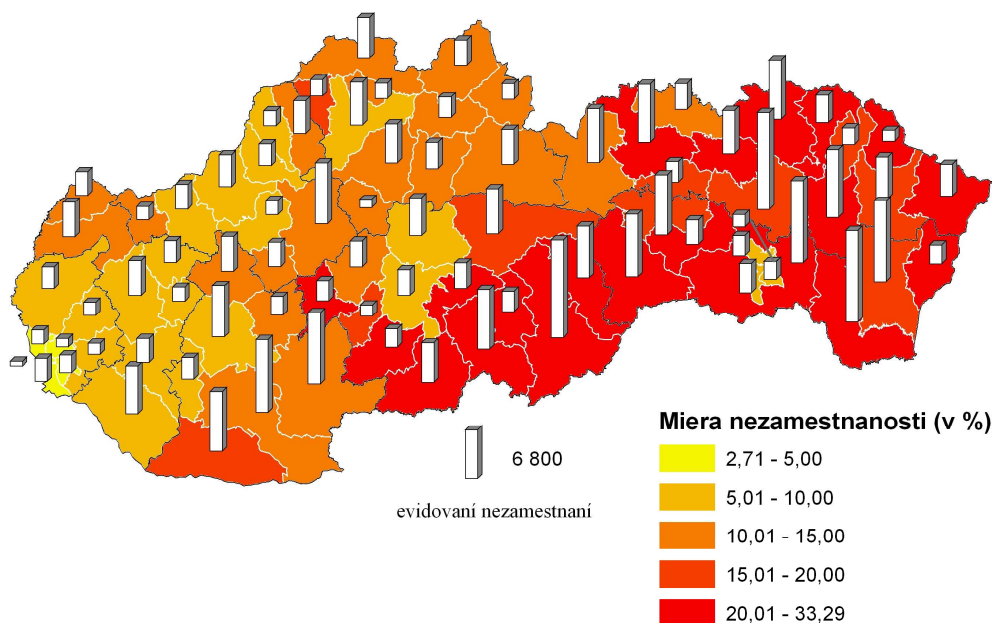 Miera nezamestnanosti (v %)
2,71 - 5,00
5,01 - 10,00
10,01 - 15,00
15,01 - 20,00
20,01 - 33,29
6 800
evidovaní nezamestnaní